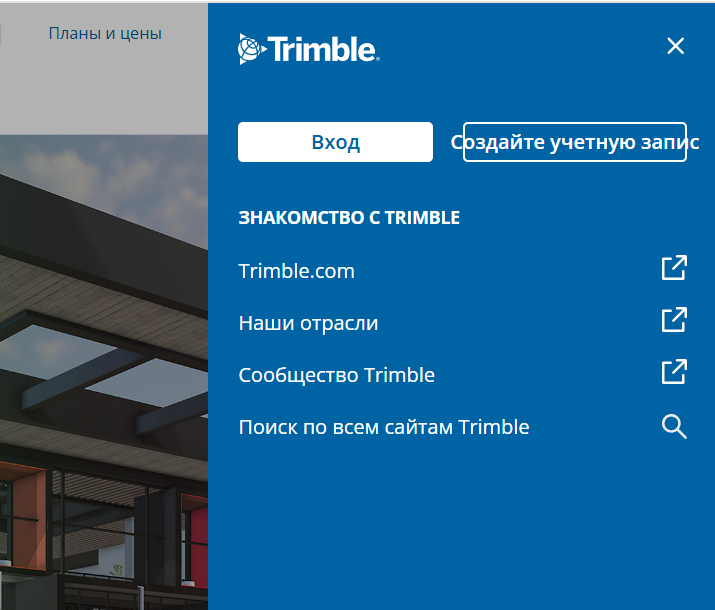 Планы и цены
Trimble
Вход
Создайте учетную запис
ЗНАКОМСТВО С TRIMBLE
Trimble.com
Наши отрасли
Сообщество Trimble
Поиск по всем сайтам Trimble